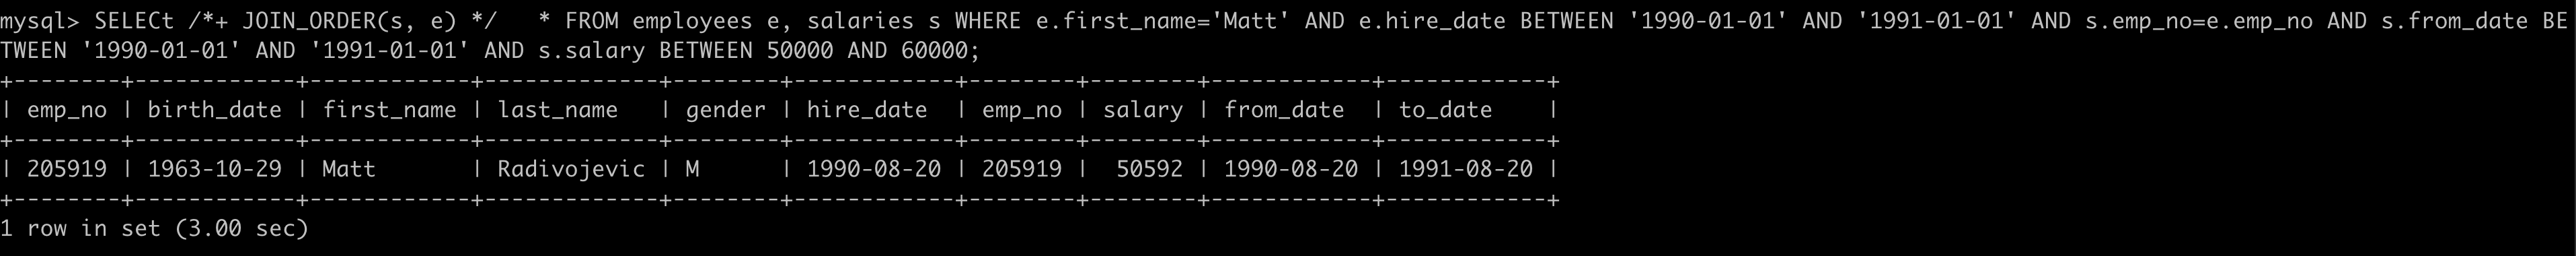 mysql> SELECt /*+ JOIN_ORDER(s, e) */   * FROM employees e, salaries s WHERE e.first_name='Matt' AND e.hire_date BETWEEN '1990-01-01' AND '1991-01-01' AND s.emp_no=e.emp_no AND s.from_date BE
TWEEN '1990-01-01' AND '1991-01-01' AND s.salary BETWEEN 50000 AND 60000;
+--------+------------+------------+-------------+--------+------------+--------+--------+------------+------------+
| emp_no | birth_date | first_name | last_name   | gender | hire_date  | emp_no | salary | from_date  | to_date    |
+--------+------------+------------+-------------+--------+------------+--------+--------+------------+------------+
| 205919 | 1963-10-29 | Matt       | Radivojevic | M      | 1990-08-20 | 205919 |  50592 | 1990-08-20 | 1991-08-20 |
+--------+------------+------------+-------------+--------+------------+--------+--------+------------+------------+
1 row in set (3.00 sec)